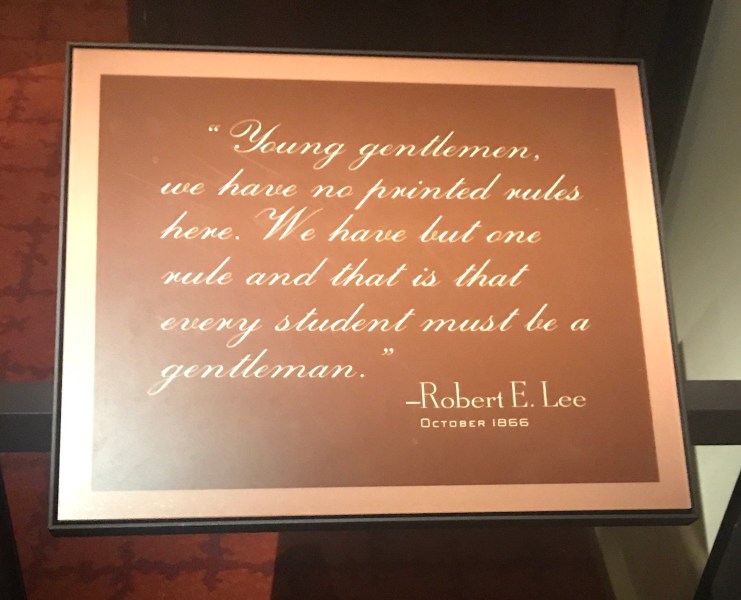 “Young gentlemen,
we have no printed rules
here. We have but one
rule and that is that
every student must be a
gentleman.”
–Robert E. Lee
October 1866